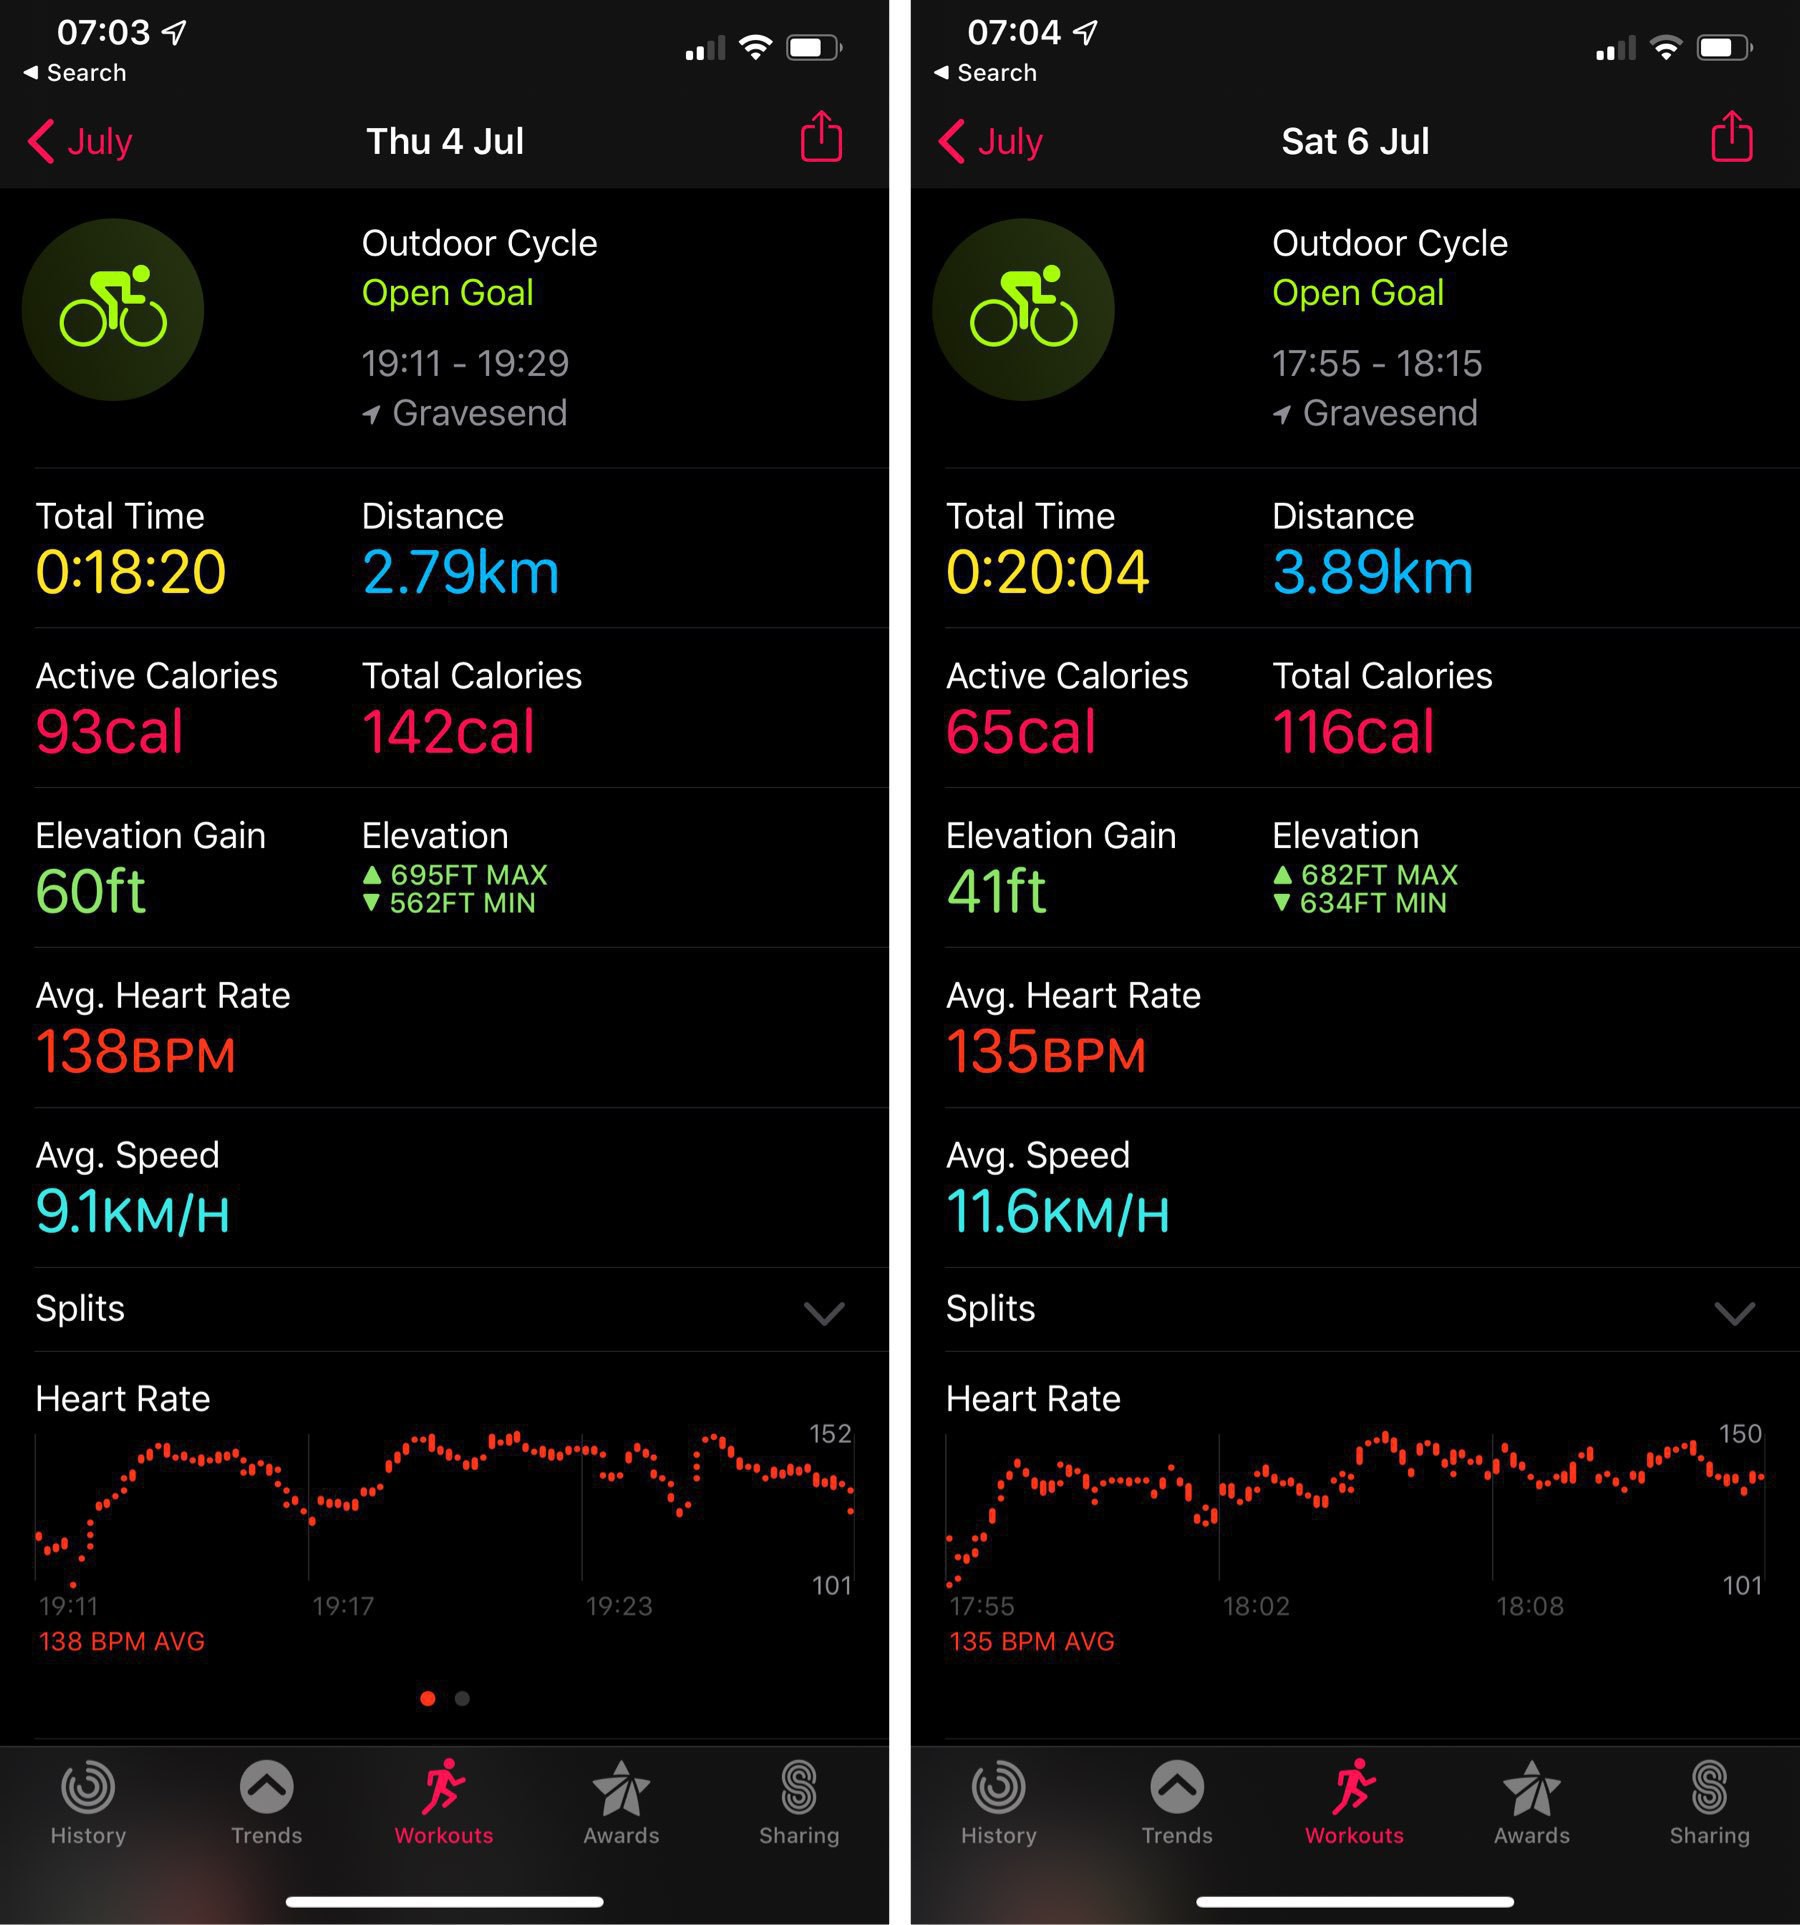 07:03
Search
July
Thu 4 Jul
Outdoor Cycle
Open Goal
19:11 - 19:29
Gravesend
Total Time
Distance
0:18:20
2.79km
Active Calories
Total Calories
93cal
142cal
Elevation Gain
Elevation
60ft
695FT MAX
562FT MIN
Avg. Heart Rate
138BPM
Avg. Speed
9.1KM/H
Splits
Heart Rate
152
101
19:11
19:17
19:23
138 BPM AVG
History
Trends
Workouts
Awards
Sharing
07:04
Search
July
Sat 6 Jul
Outdoor Cycle
Open Goal
17:55 - 18:15
Gravesend
Total Time
Distance
0:20:04
3.89km
Active Calories
Total Calories
65cal
116cal
Elevation Gain
Elevation
41ft
682FT MAX
634FT MIN
Avg. Heart Rate
135BPM
Avg. Speed
11.6KM/H
Splits
Heart Rate
150
101
17:55
18:02
18:08
135 BPM AVG
History
Trends
Workouts
Awards
Sharing